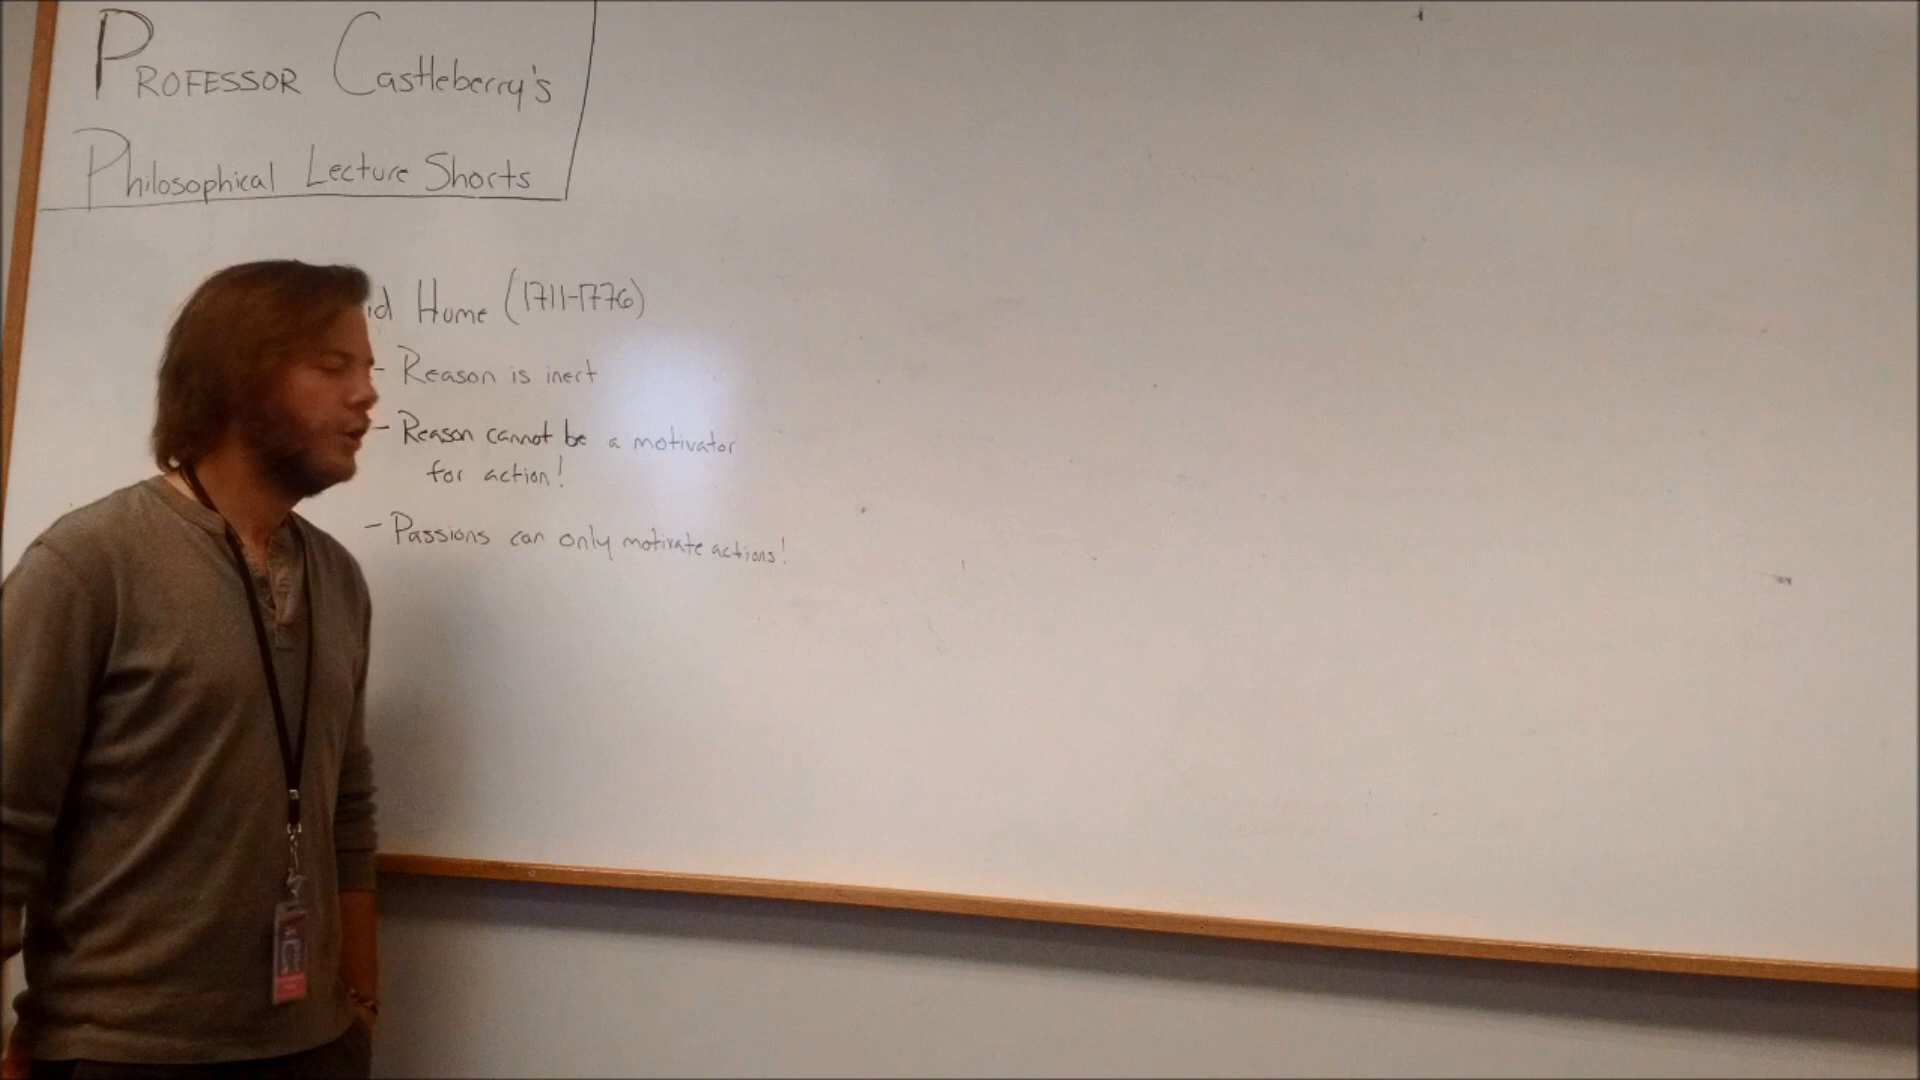 PROFESSOR Castleberry's
Philosophical Lecture Shorts
id Hume (1711-1776)
- Reason is inert
- Reason cannot be a motivator
for action!
- Passions can only motivate actions!